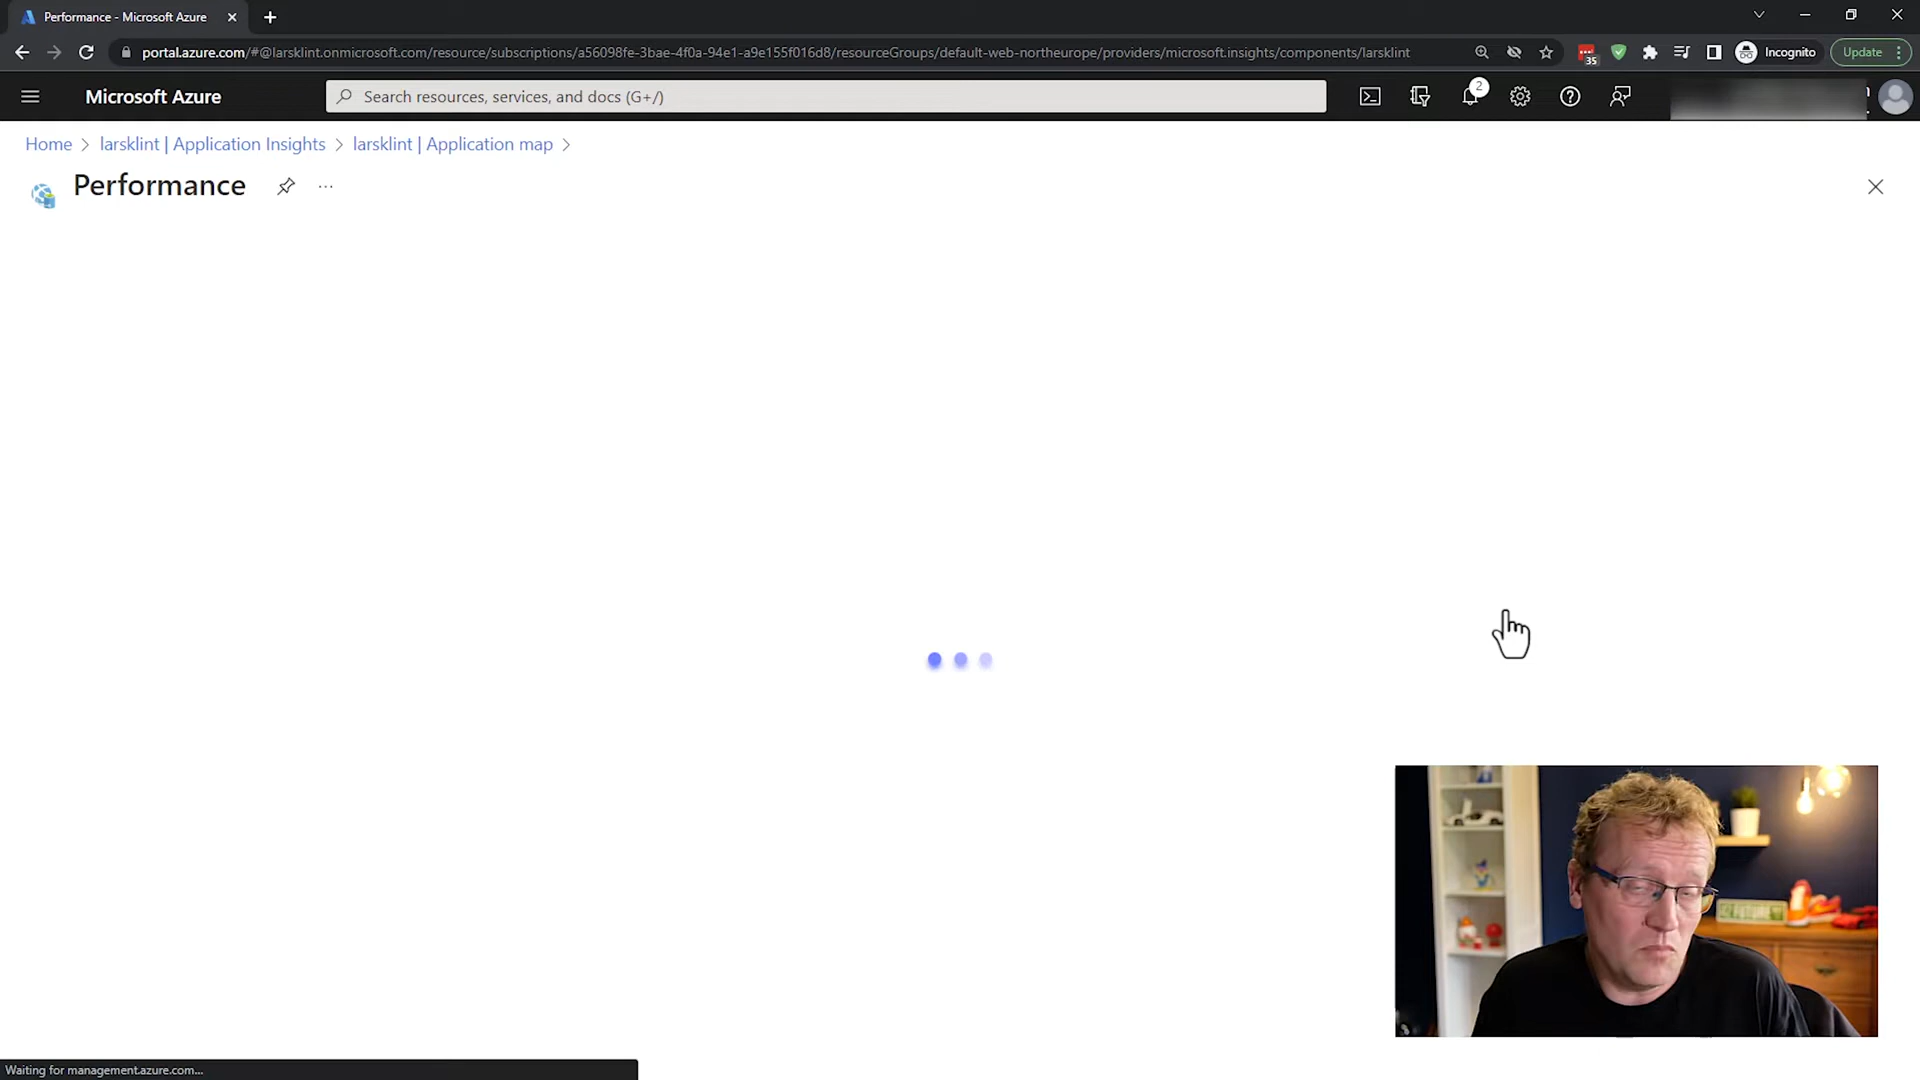 Performance - Microsoft Azure
portal.azure.com/#@larsklint.onmicrosoft.com/resource/subscriptions/a56098fe-3bae-4f0a-94e1-a9e155f016d8/resourceGroups/default-web-northeurope/providers/microsoft.insights/components/larsklint
35
Incognito
Update
Microsoft Azure
Search resources, services, and docs (G+/)
2
Home > larsklint | Application Insights > larsklint | Application map >
Performance
Waiting for management.azure.com...